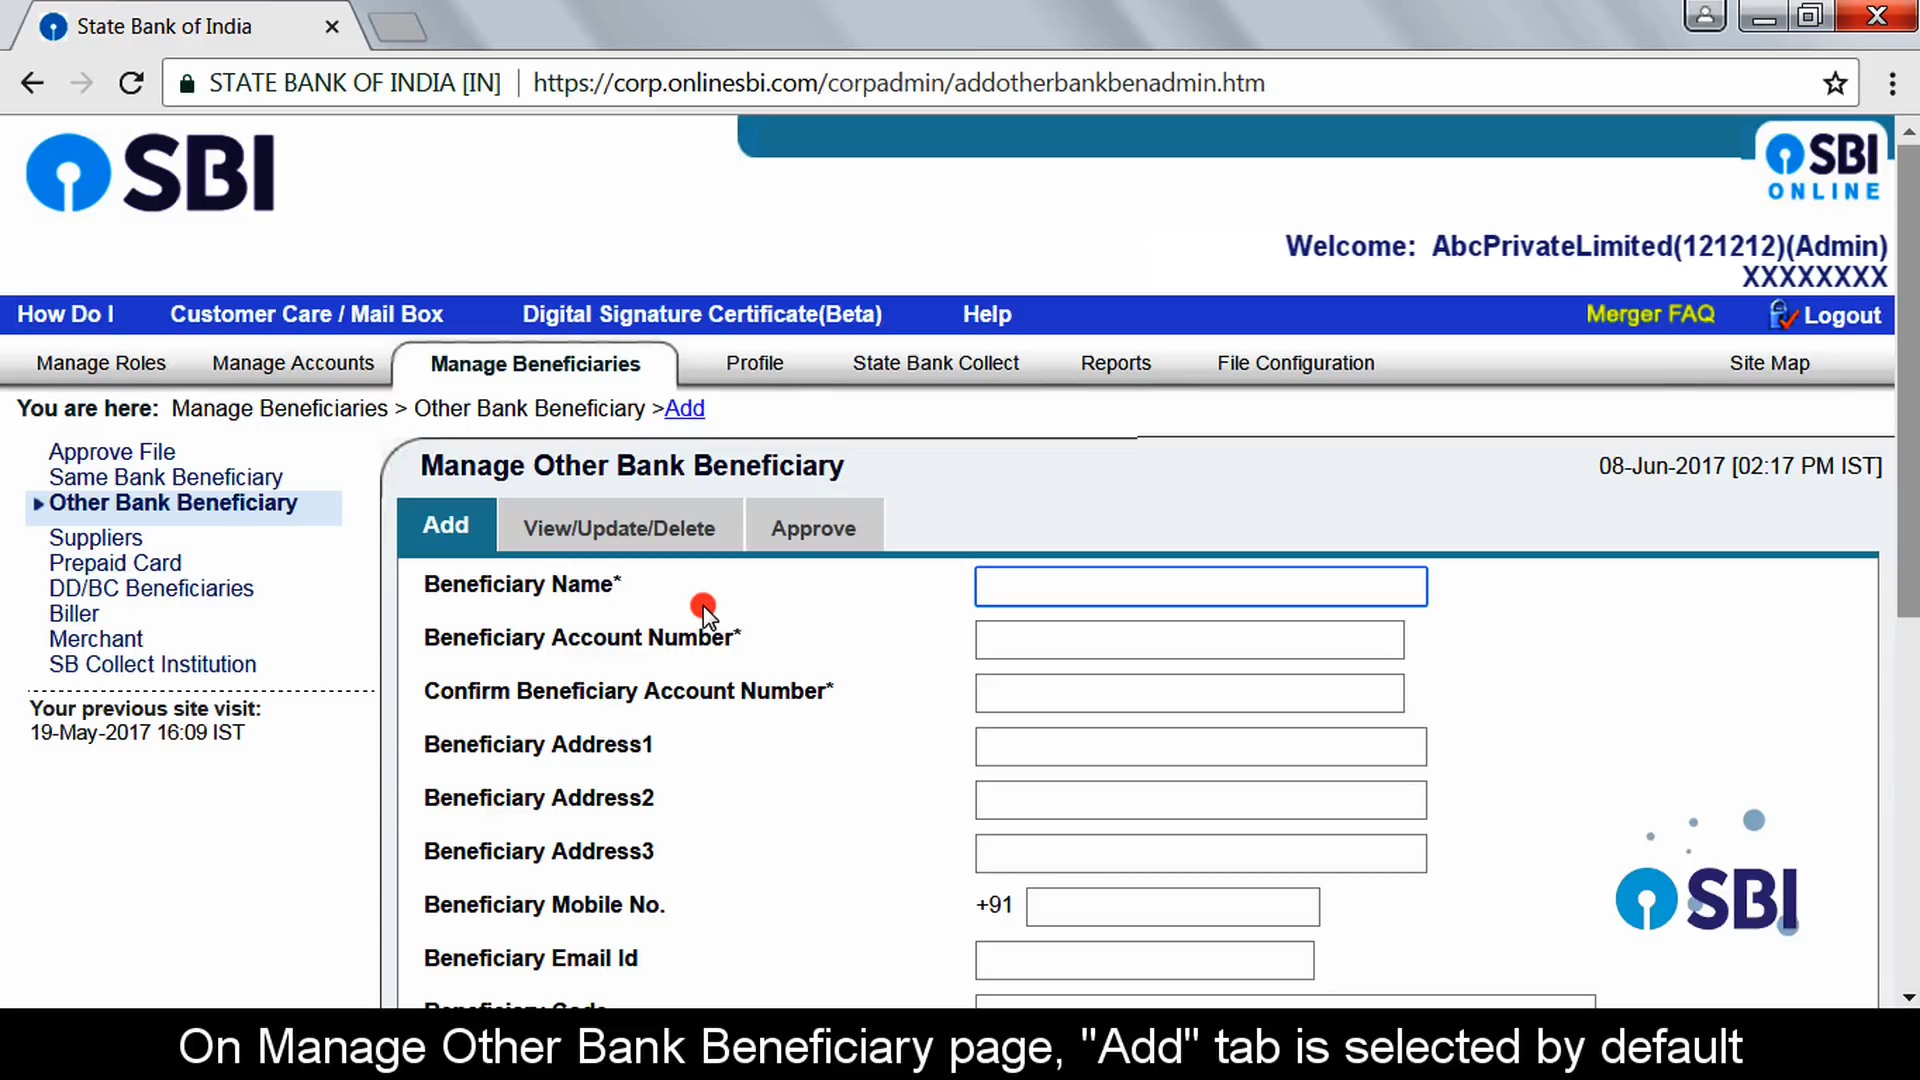 State Bank of India
STATE BANK OF INDIA [IN] https://corp.onlinesbi.com/corpadmin/addotherbankbenadmin.htm
SBI
SBI
ONLINE
Welcome: AbcPrivateLimited(121212)(Admin)
XXXXXXXX
How Do I Customer Care / Mail Box Digital Signature Certificate(Beta) Help Merger FAQ Logout
Manage Roles Manage Accounts Manage Beneficiaries Profile State Bank Collect Reports File Configuration Site Map
You are here: Manage Beneficiaries > Other Bank Beneficiary >Add
Approve File
Same Bank Beneficiary
Other Bank Beneficiary
Suppliers
Prepaid Card
DD/BC Beneficiaries
Biller
Merchant
SB Collect Institution
Your previous site visit:
19-May-2017 16:09 IST
Manage Other Bank Beneficiary 08-Jun-2017 [02:17 PM IST]
Add View/Update/Delete Approve
Beneficiary Name*
Beneficiary Account Number*
Confirm Beneficiary Account Number*
Beneficiary Address1
Beneficiary Address2
Beneficiary Address3
Beneficiary Mobile No. +91
Beneficiary Email Id
Beneficiary Code
SBI
On Manage Other Bank Beneficiary page, "Add" tab is selected by default